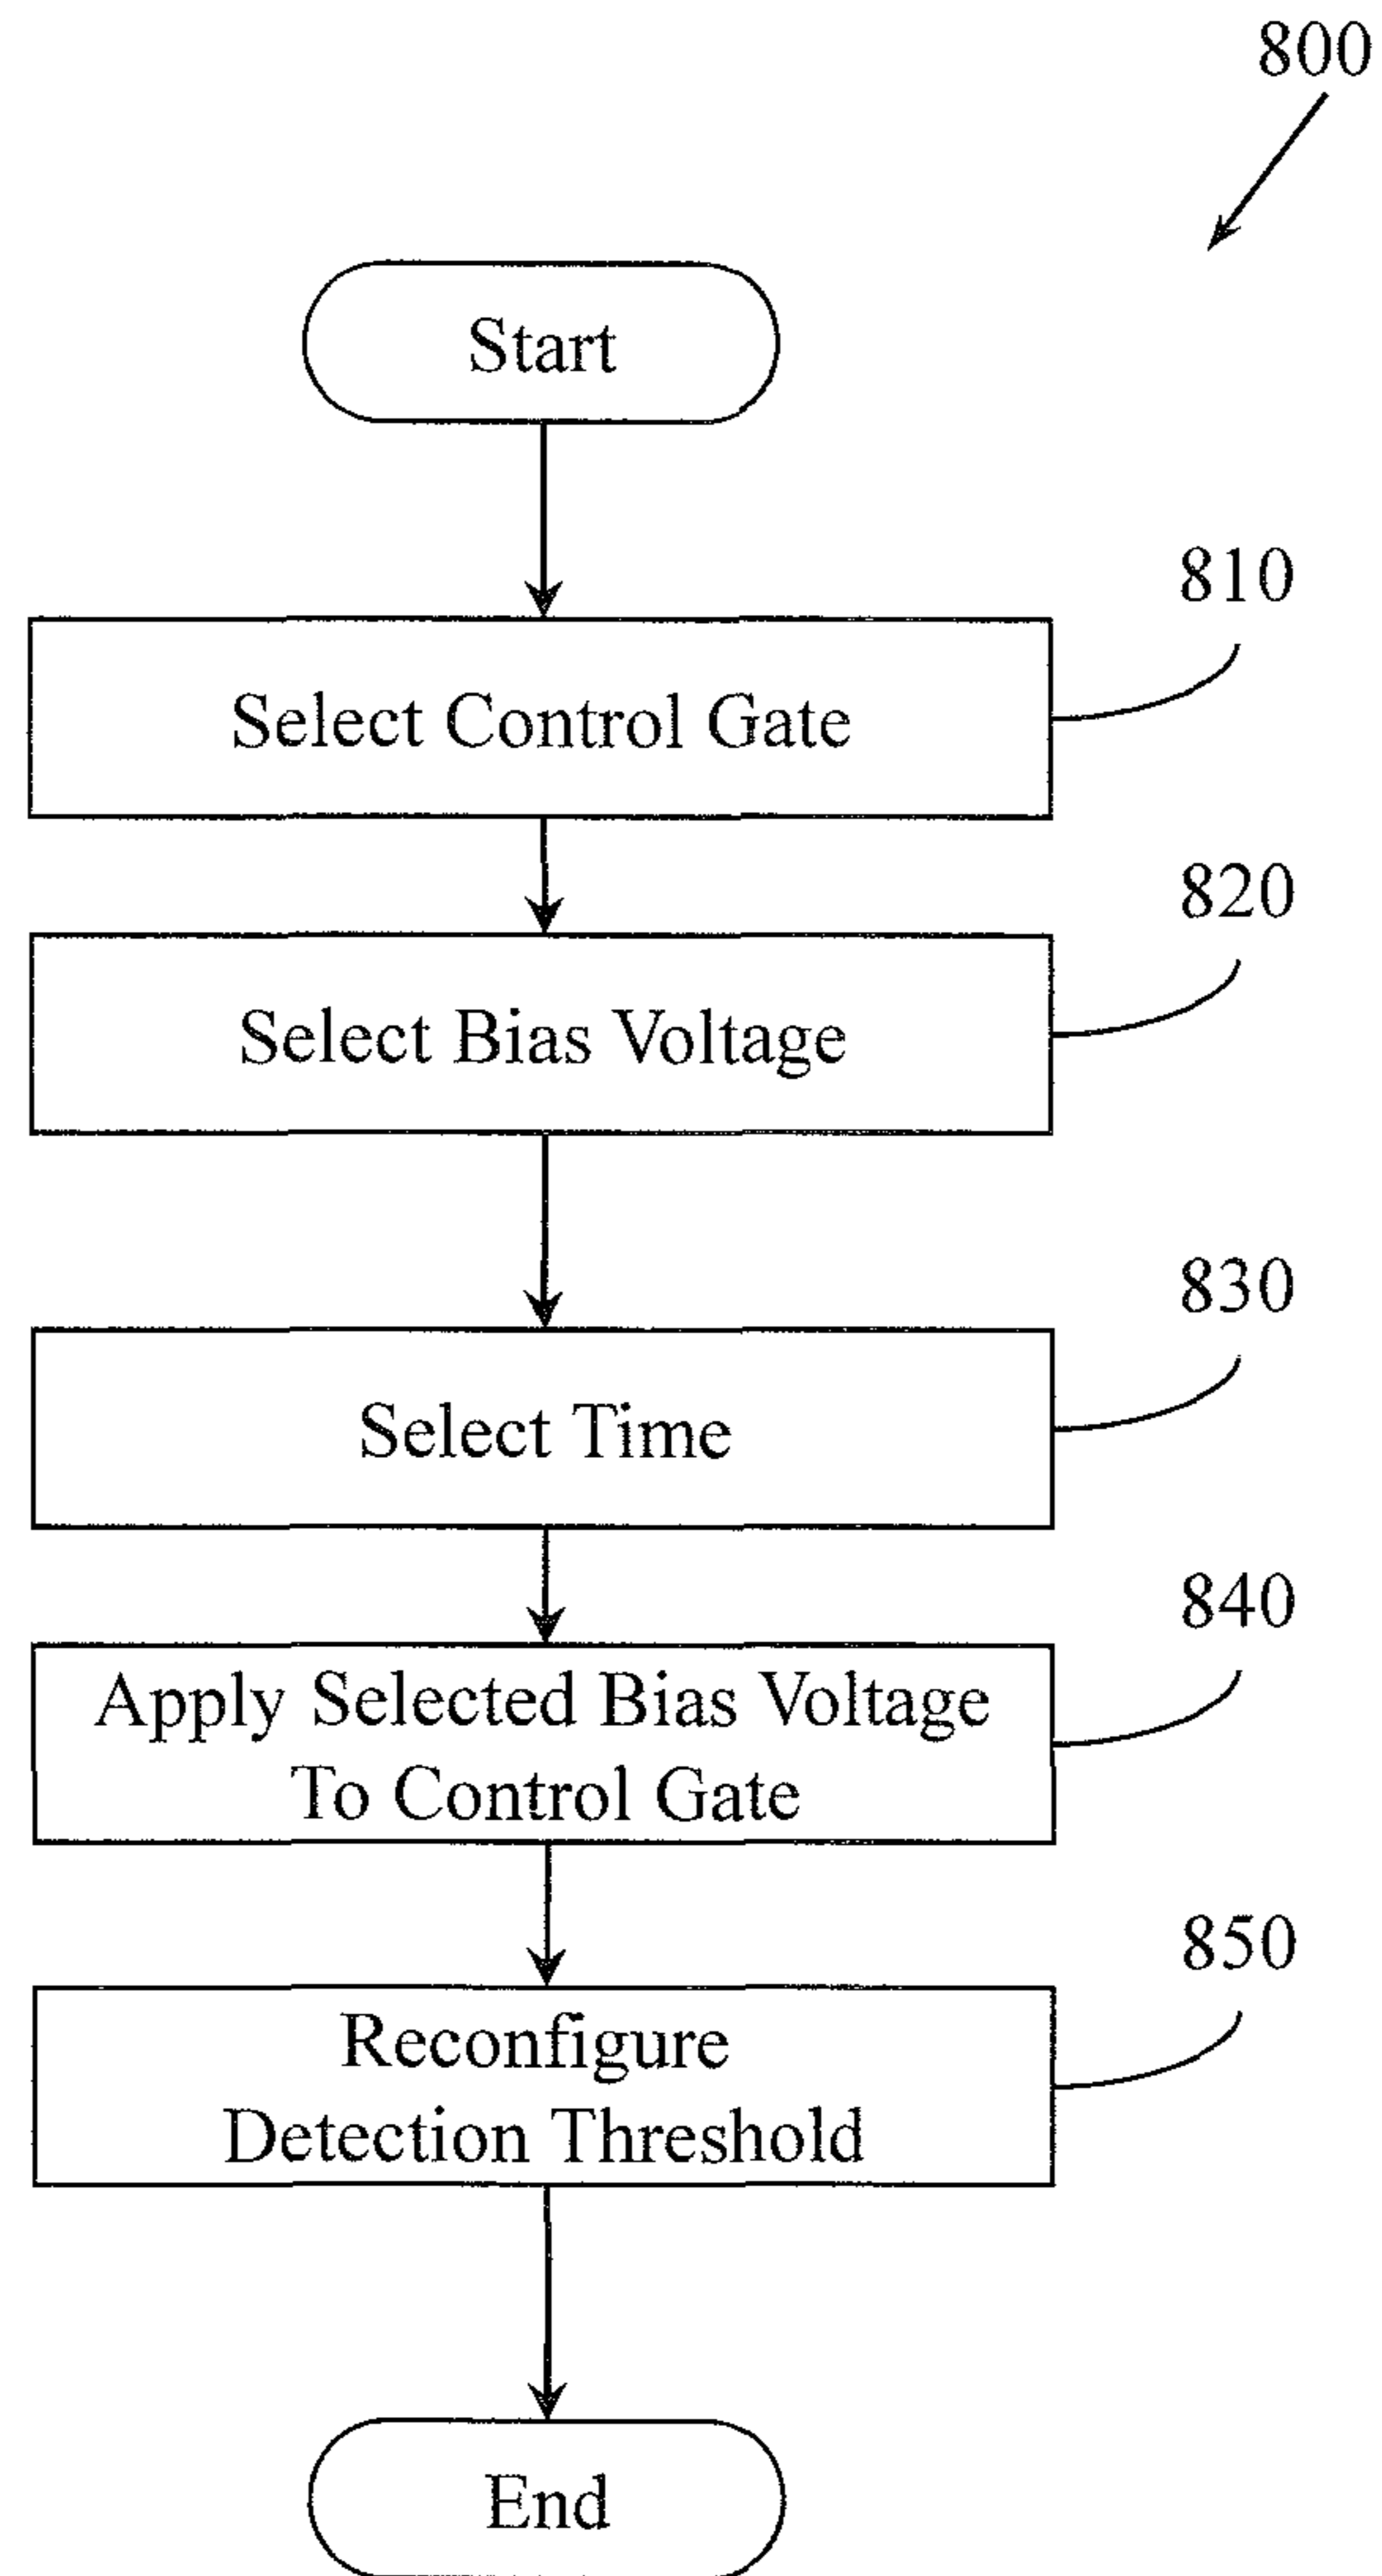 800
Start
810
Select Control Gate
820
Select Bias Voltage
830
Select Time
840
Apply Selected Bias Voltage
To Control Gate
850
Reconfigure
Detection Threshold
End